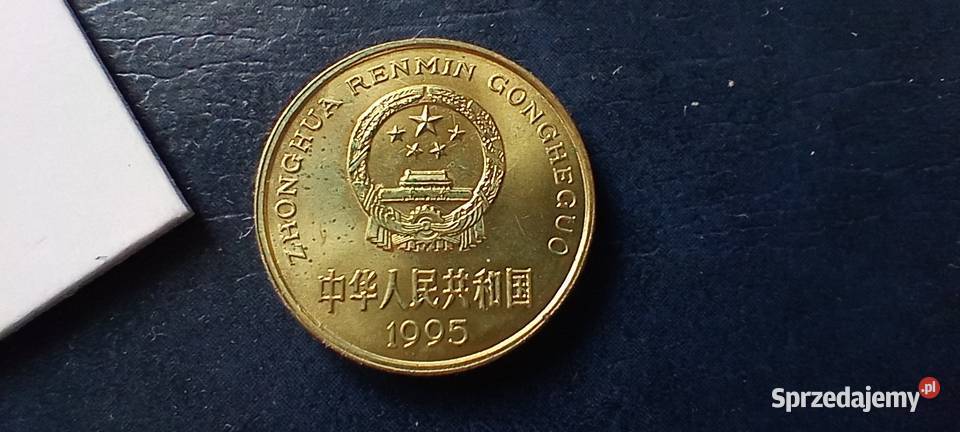 ZHONGHUA RENMIN GONGHEGUO
中华人民共和国
1995
Sprzedajemy.pl